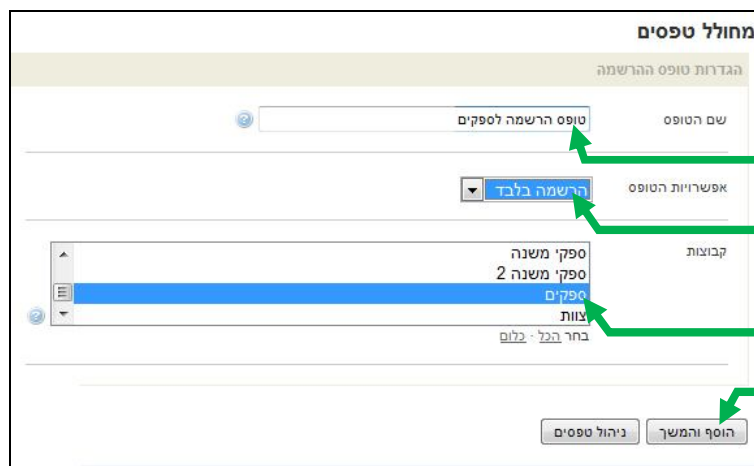 מחולל טפסים
הגדרות טופס ההרשמה
שם הטופס טופס הרשמה לספקים
אפשרויות הטופס הרשמה בלבד
קבוצות ספקי משנה
ספקי משנה 2
ספקים
צוות
בחר הכל - כלום
הוסף והמשך ניהול טפסים